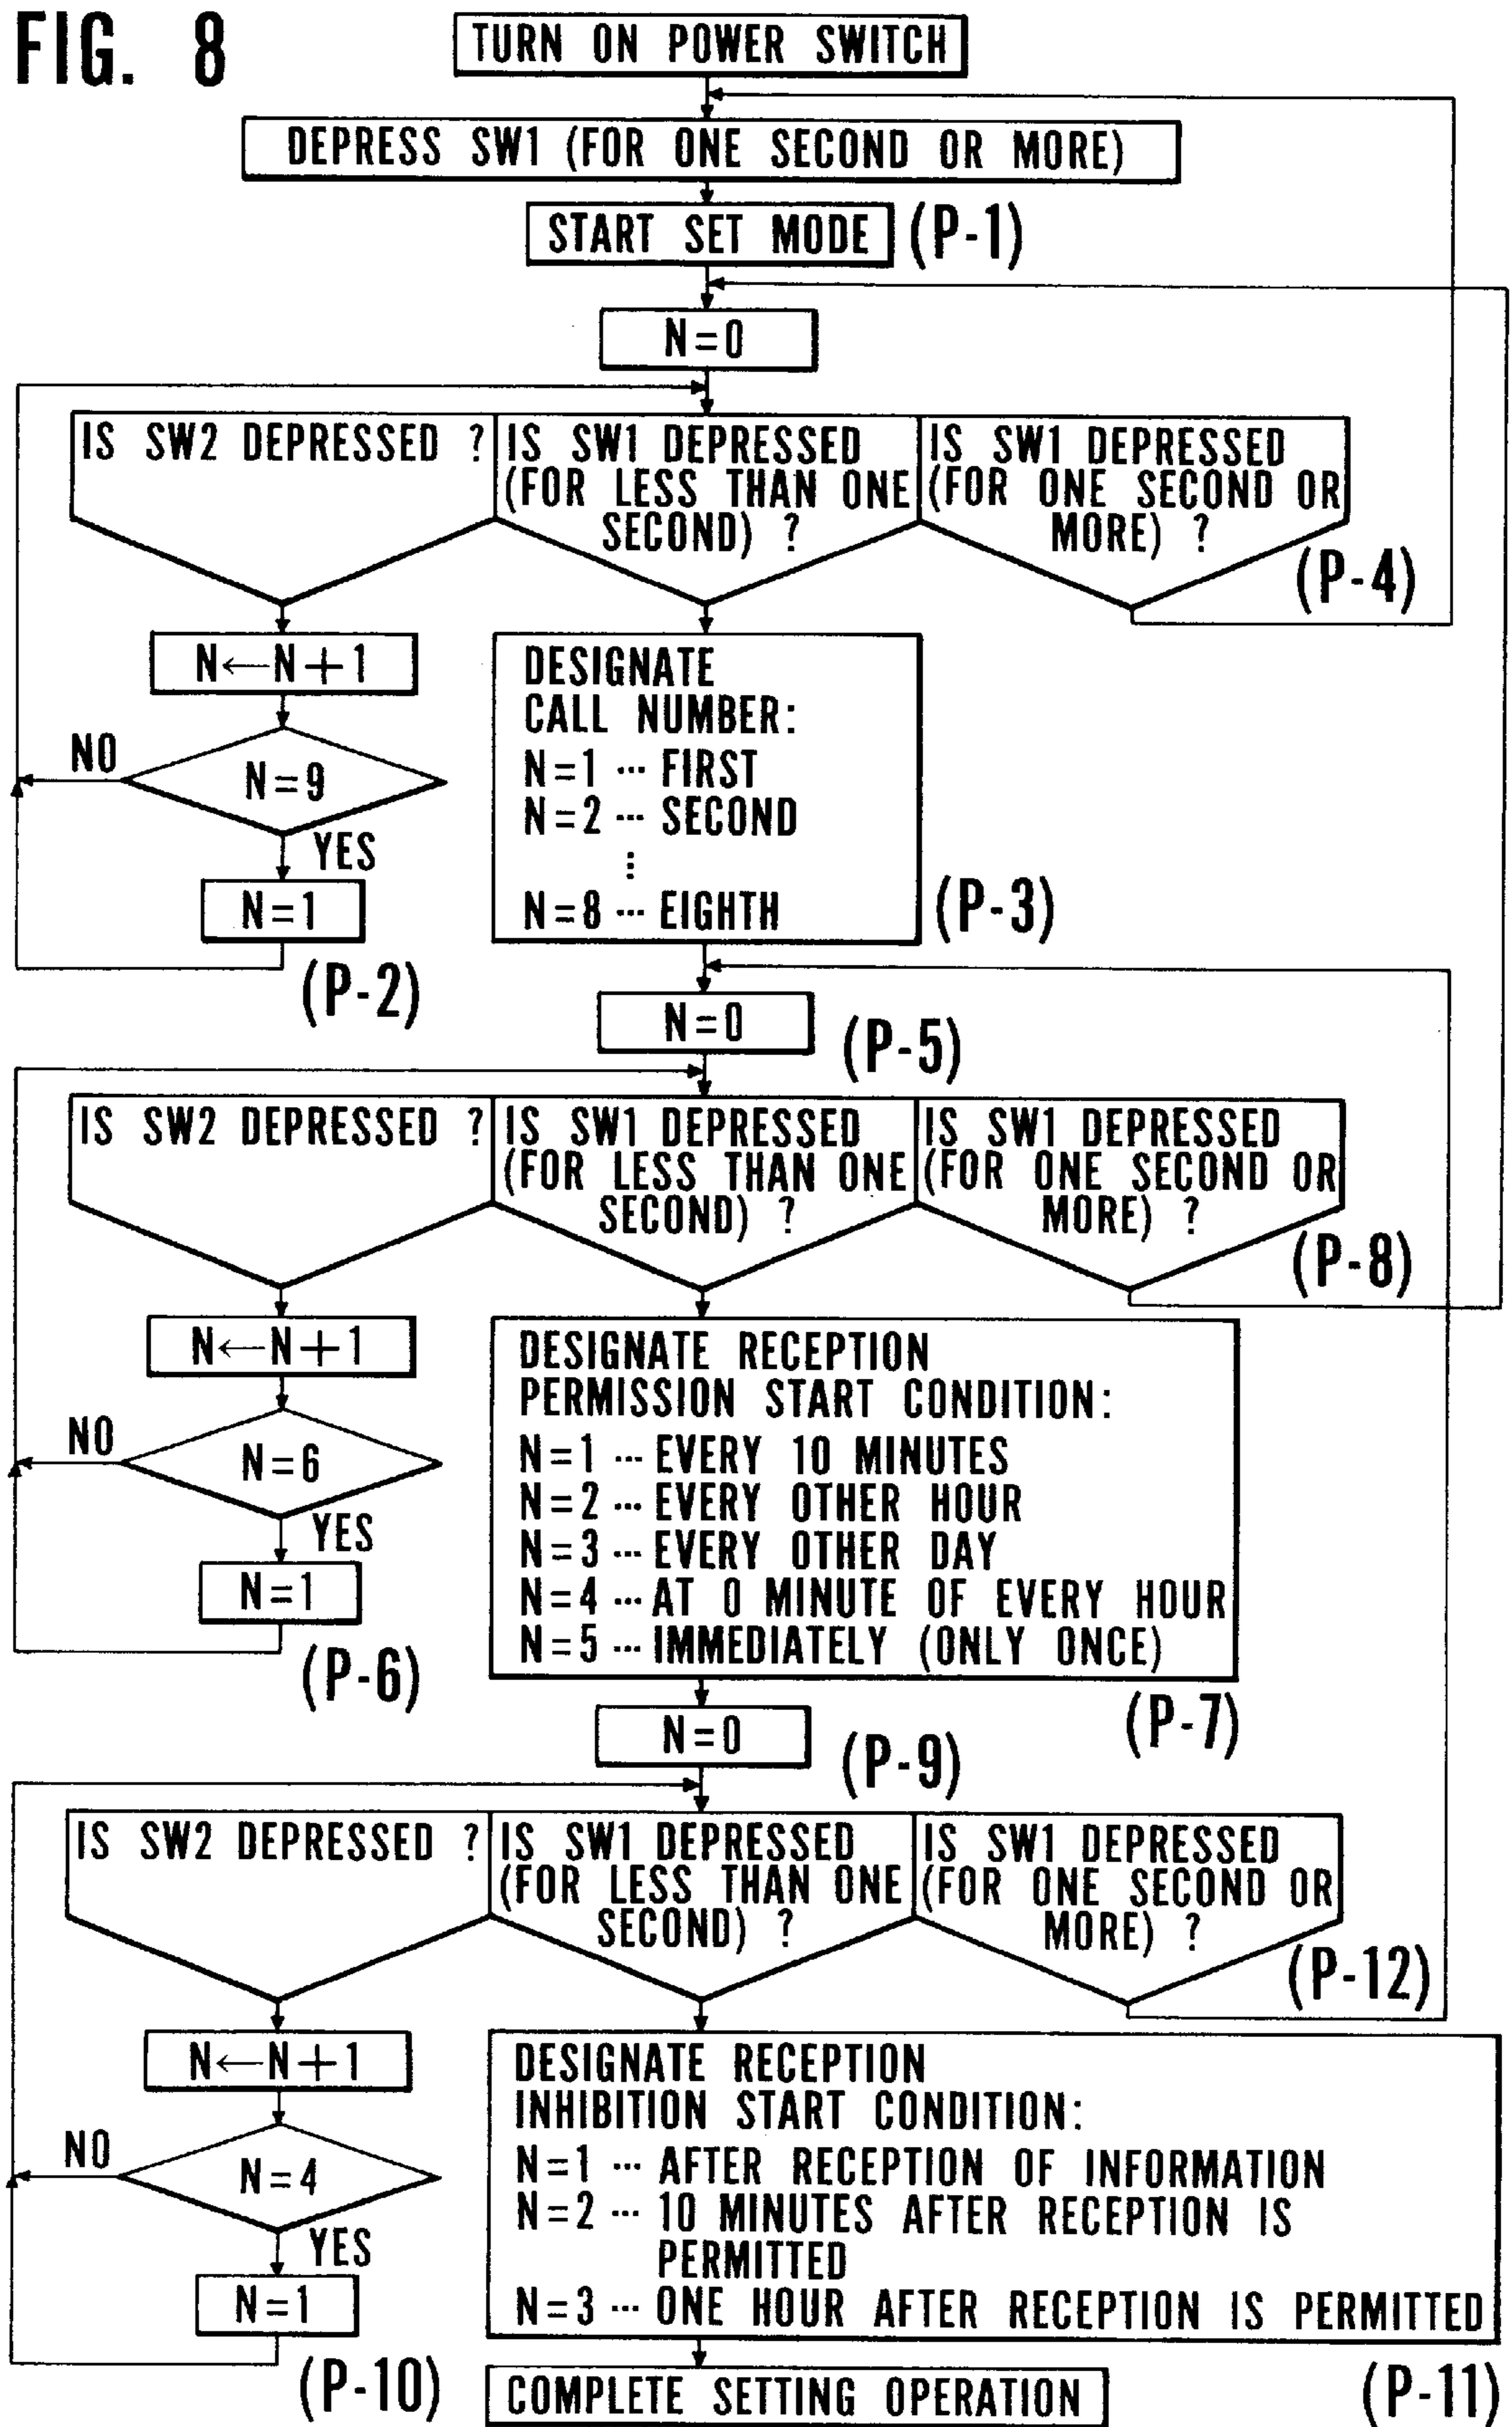 FIG. 8
TURN ON POWER SWITCH
DEPRESS SW1 (FOR ONE SECOND OR MORE)
START SET MODE
(P-1)
N=0
IS SW2 DEPRESSED ?
IS SW1 DEPRESSED
(FOR LESS THAN ONE
SECOND) ?
IS SW1 DEPRESSED
(FOR ONE SECOND OR
MORE) ?
(P-4)
N←N+1
N=9
NO
YES
N=1
(P-2)
DESIGNATE
CALL NUMBER:
N=1 ··· FIRST
N=2 ··· SECOND
⋮
N=8 ··· EIGHTH
(P-3)
N=0
(P-5)
IS SW2 DEPRESSED ?
IS SW1 DEPRESSED
(FOR LESS THAN ONE
SECOND) ?
IS SW1 DEPRESSED
(FOR ONE SECOND OR
MORE) ?
(P-8)
N←N+1
N=6
NO
YES
N=1
(P-6)
DESIGNATE RECEPTION
PERMISSION START CONDITION:
N=1 ··· EVERY 10 MINUTES
N=2 ··· EVERY OTHER HOUR
N=3 ··· EVERY OTHER DAY
N=4 ··· AT 0 MINUTE OF EVERY HOUR
N=5 ··· IMMEDIATELY (ONLY ONCE)
(P-7)
N=0
(P-9)
IS SW2 DEPRESSED ?
IS SW1 DEPRESSED
(FOR LESS THAN ONE
SECOND) ?
IS SW1 DEPRESSED
(FOR ONE SECOND OR
MORE) ?
(P-12)
N←N+1
N=4
NO
YES
N=1
(P-10)
DESIGNATE RECEPTION
INHIBITION START CONDITION:
N=1 ··· AFTER RECEPTION OF INFORMATION
N=2 ··· 10 MINUTES AFTER RECEPTION IS
PERMITTED
N=3 ··· ONE HOUR AFTER RECEPTION IS PERMITTED
(P-11)
COMPLETE SETTING OPERATION